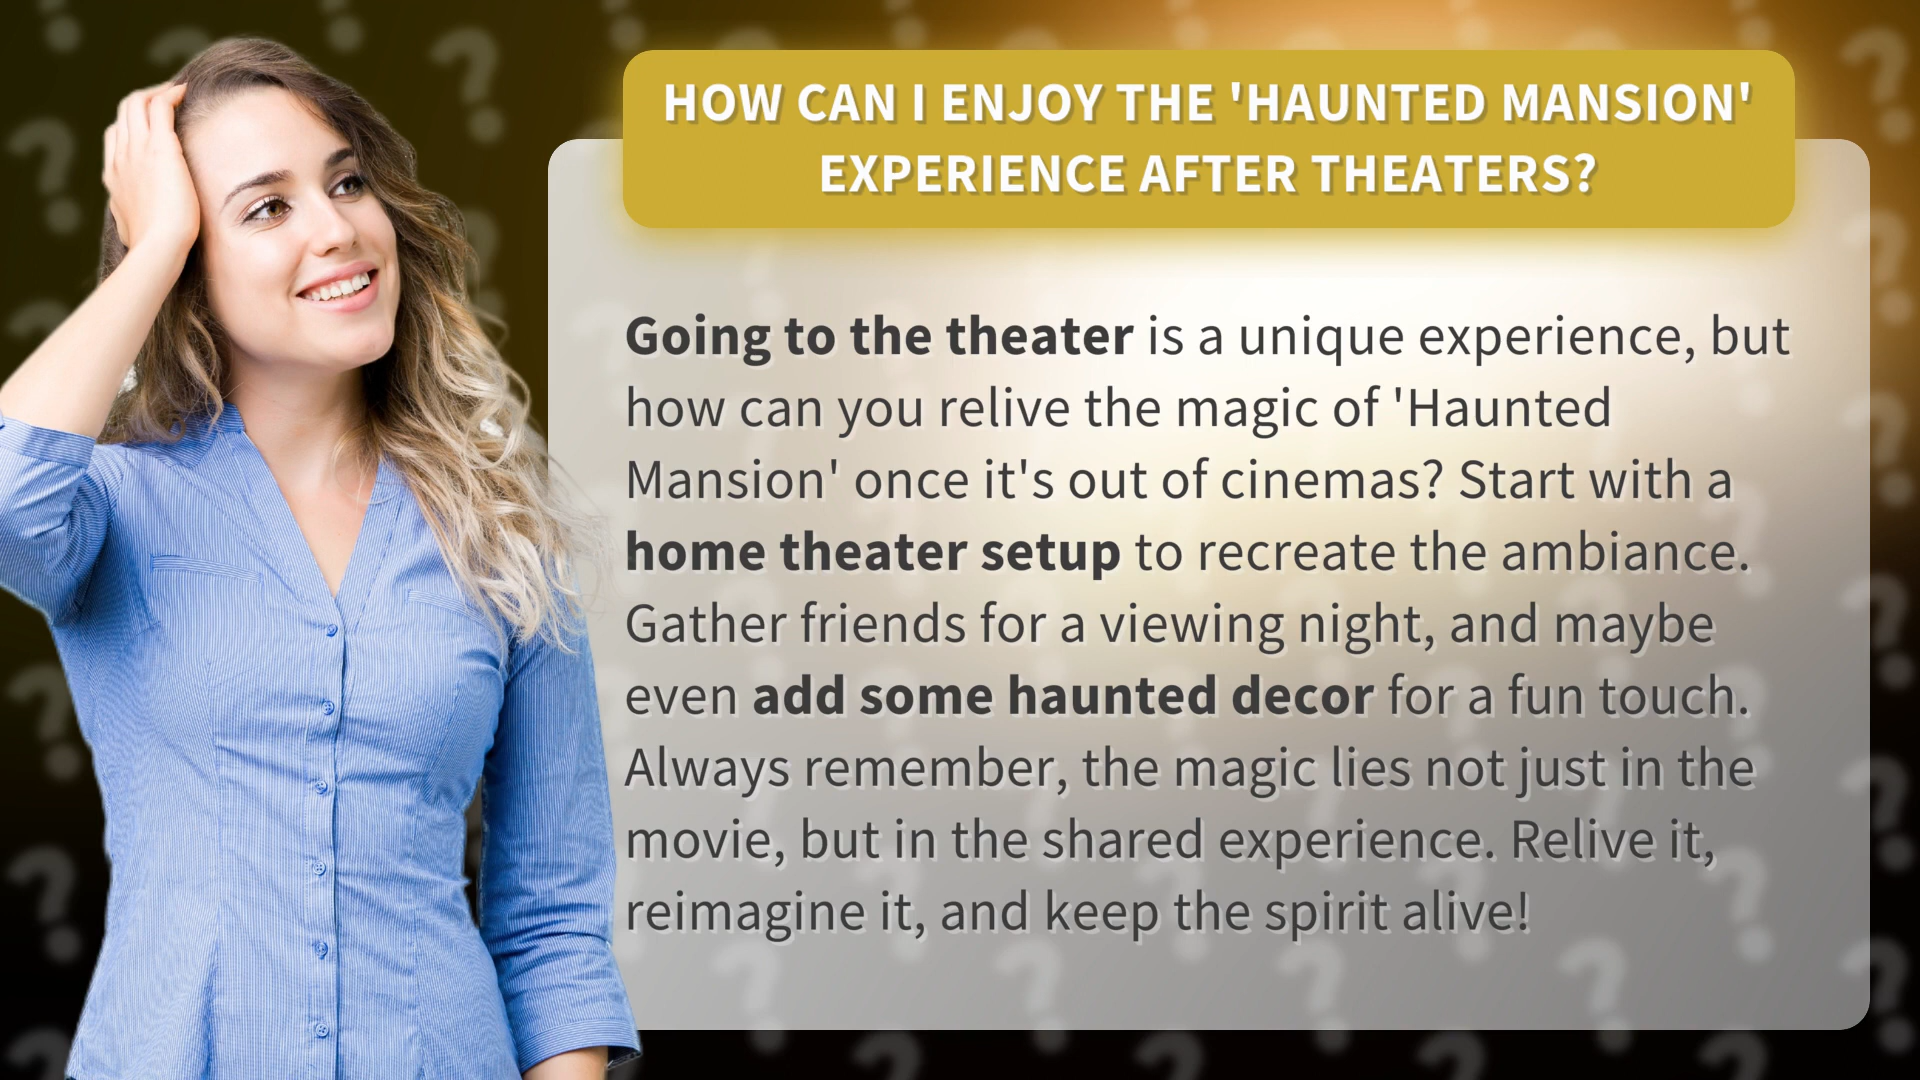 HOW CAN I ENJOY THE 'HAUNTED MANSION'
EXPERIENCE AFTER THEATERS?
Going to the theater is a unique experience, but
how can you relive the magic of 'Haunted
Mansion' once it's out of cinemas? Start with a
home theater setup to recreate the ambiance.
Gather friends for a viewing night, and maybe
even add some haunted decor for a fun touch.
Always remember, the magic lies not just in the
movie, but in the shared experience. Relive it,
reimagine it, and keep the spirit alive!